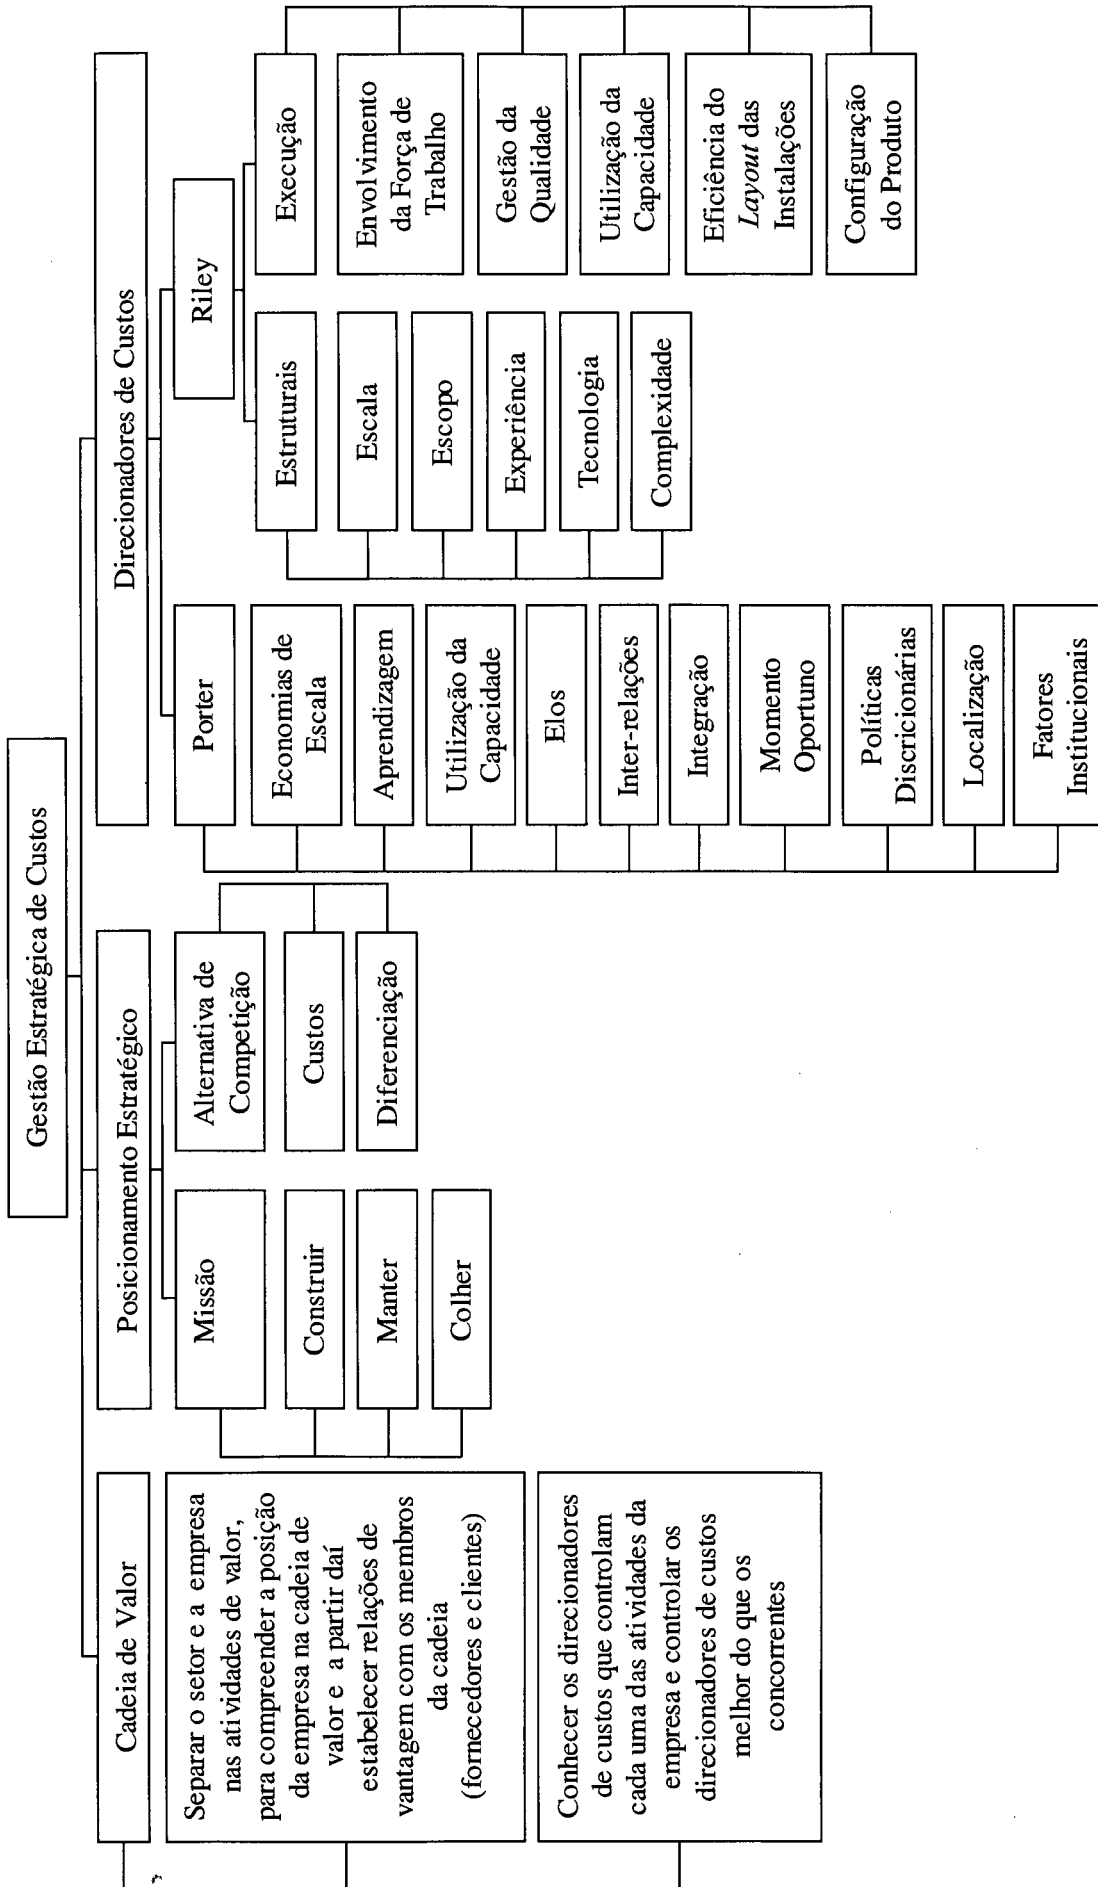 Gestão Estratégica de Custos
Cadeia de Valor
Separar o setor e a empresa
nas atividades de valor,
para compreender a posição
da empresa na cadeia de
valor e a partir daí
estabelecer relações de
vantagem com os membros
da cadeia
(fornecedores e clientes)
Conhecer os direcionadores
de custos que controlam
cada uma das atividades da
empresa e controlar os
direcionadores de custo
melhor do que os
concorrentes
Posicionamento Estratégico
Missão
Construir
Manter
Colher
Alternativa de
Competição
Custos
Diferenciação
Direcionadores de Custos
Porter
Economias de
Escala
Aprendizagem
Utilização da
Capacidade
Elos
Inter-relações
Integração
Momento
Oportuno
Políticas
Discricionárias
Localização
Fatores
Institucionais
Riley
Estruturais
Escala
Escopo
Experiência
Tecnologia
Complexidade
Execução
Envolvimento
da Força de
Trabalho
Gestão da
Qualidade
Utilização da
Capacidade
Eficiência do
Layout das
Instalações
Configuração
do Produto